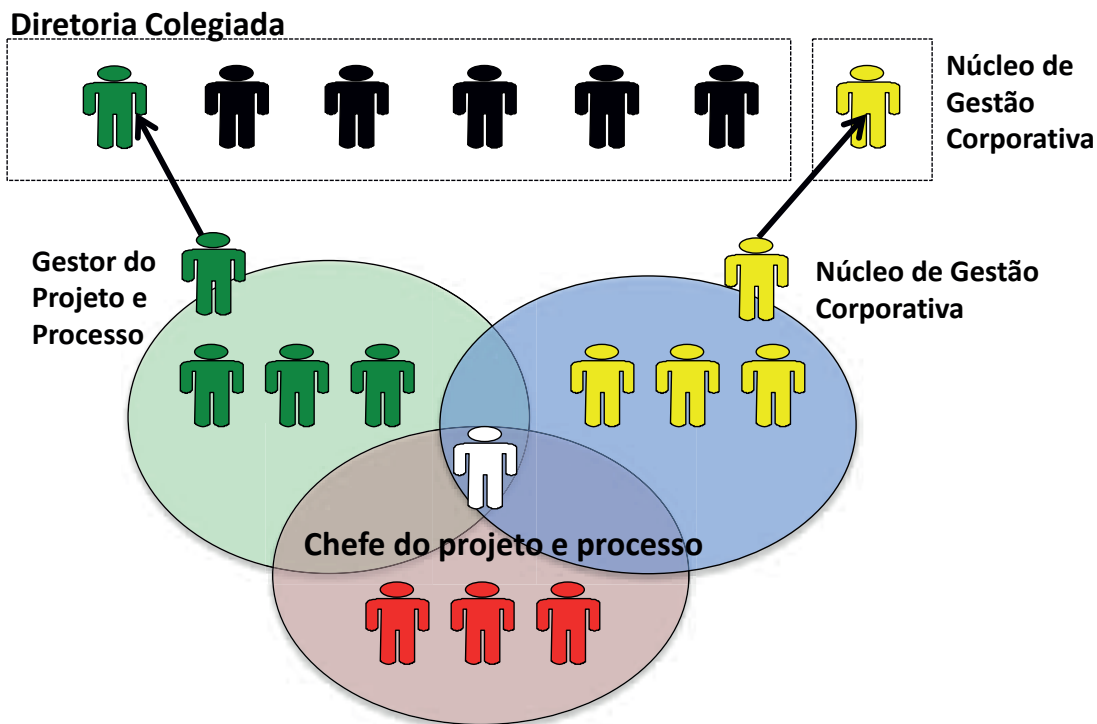 Diretoria Colegiada
Núcleo de
Gestão
Corporativa
Gestor do
Projeto e
Processo
Núcleo de Gestão
Corporativa
Chefe do projeto e processo